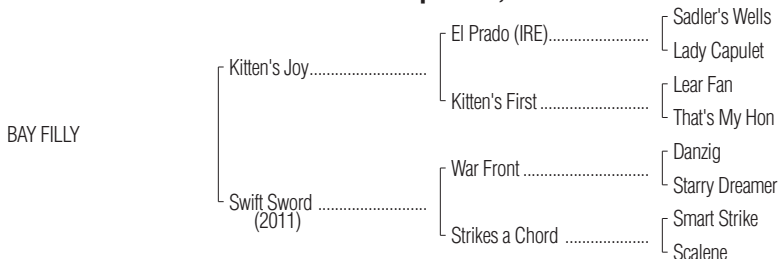 Sadler's Wells
El Prado (IRE)............................
Lady Capulet
Kitten's Joy.................................
Lear Fan
Kitten's First ..............................
That's My Hon
BAY FILLY
Danzig
War Front ...................................
Starry Dreamer
Swift Sword ...............................
(2011)
Smart Strike
Strikes a Chord ........................
Scalene